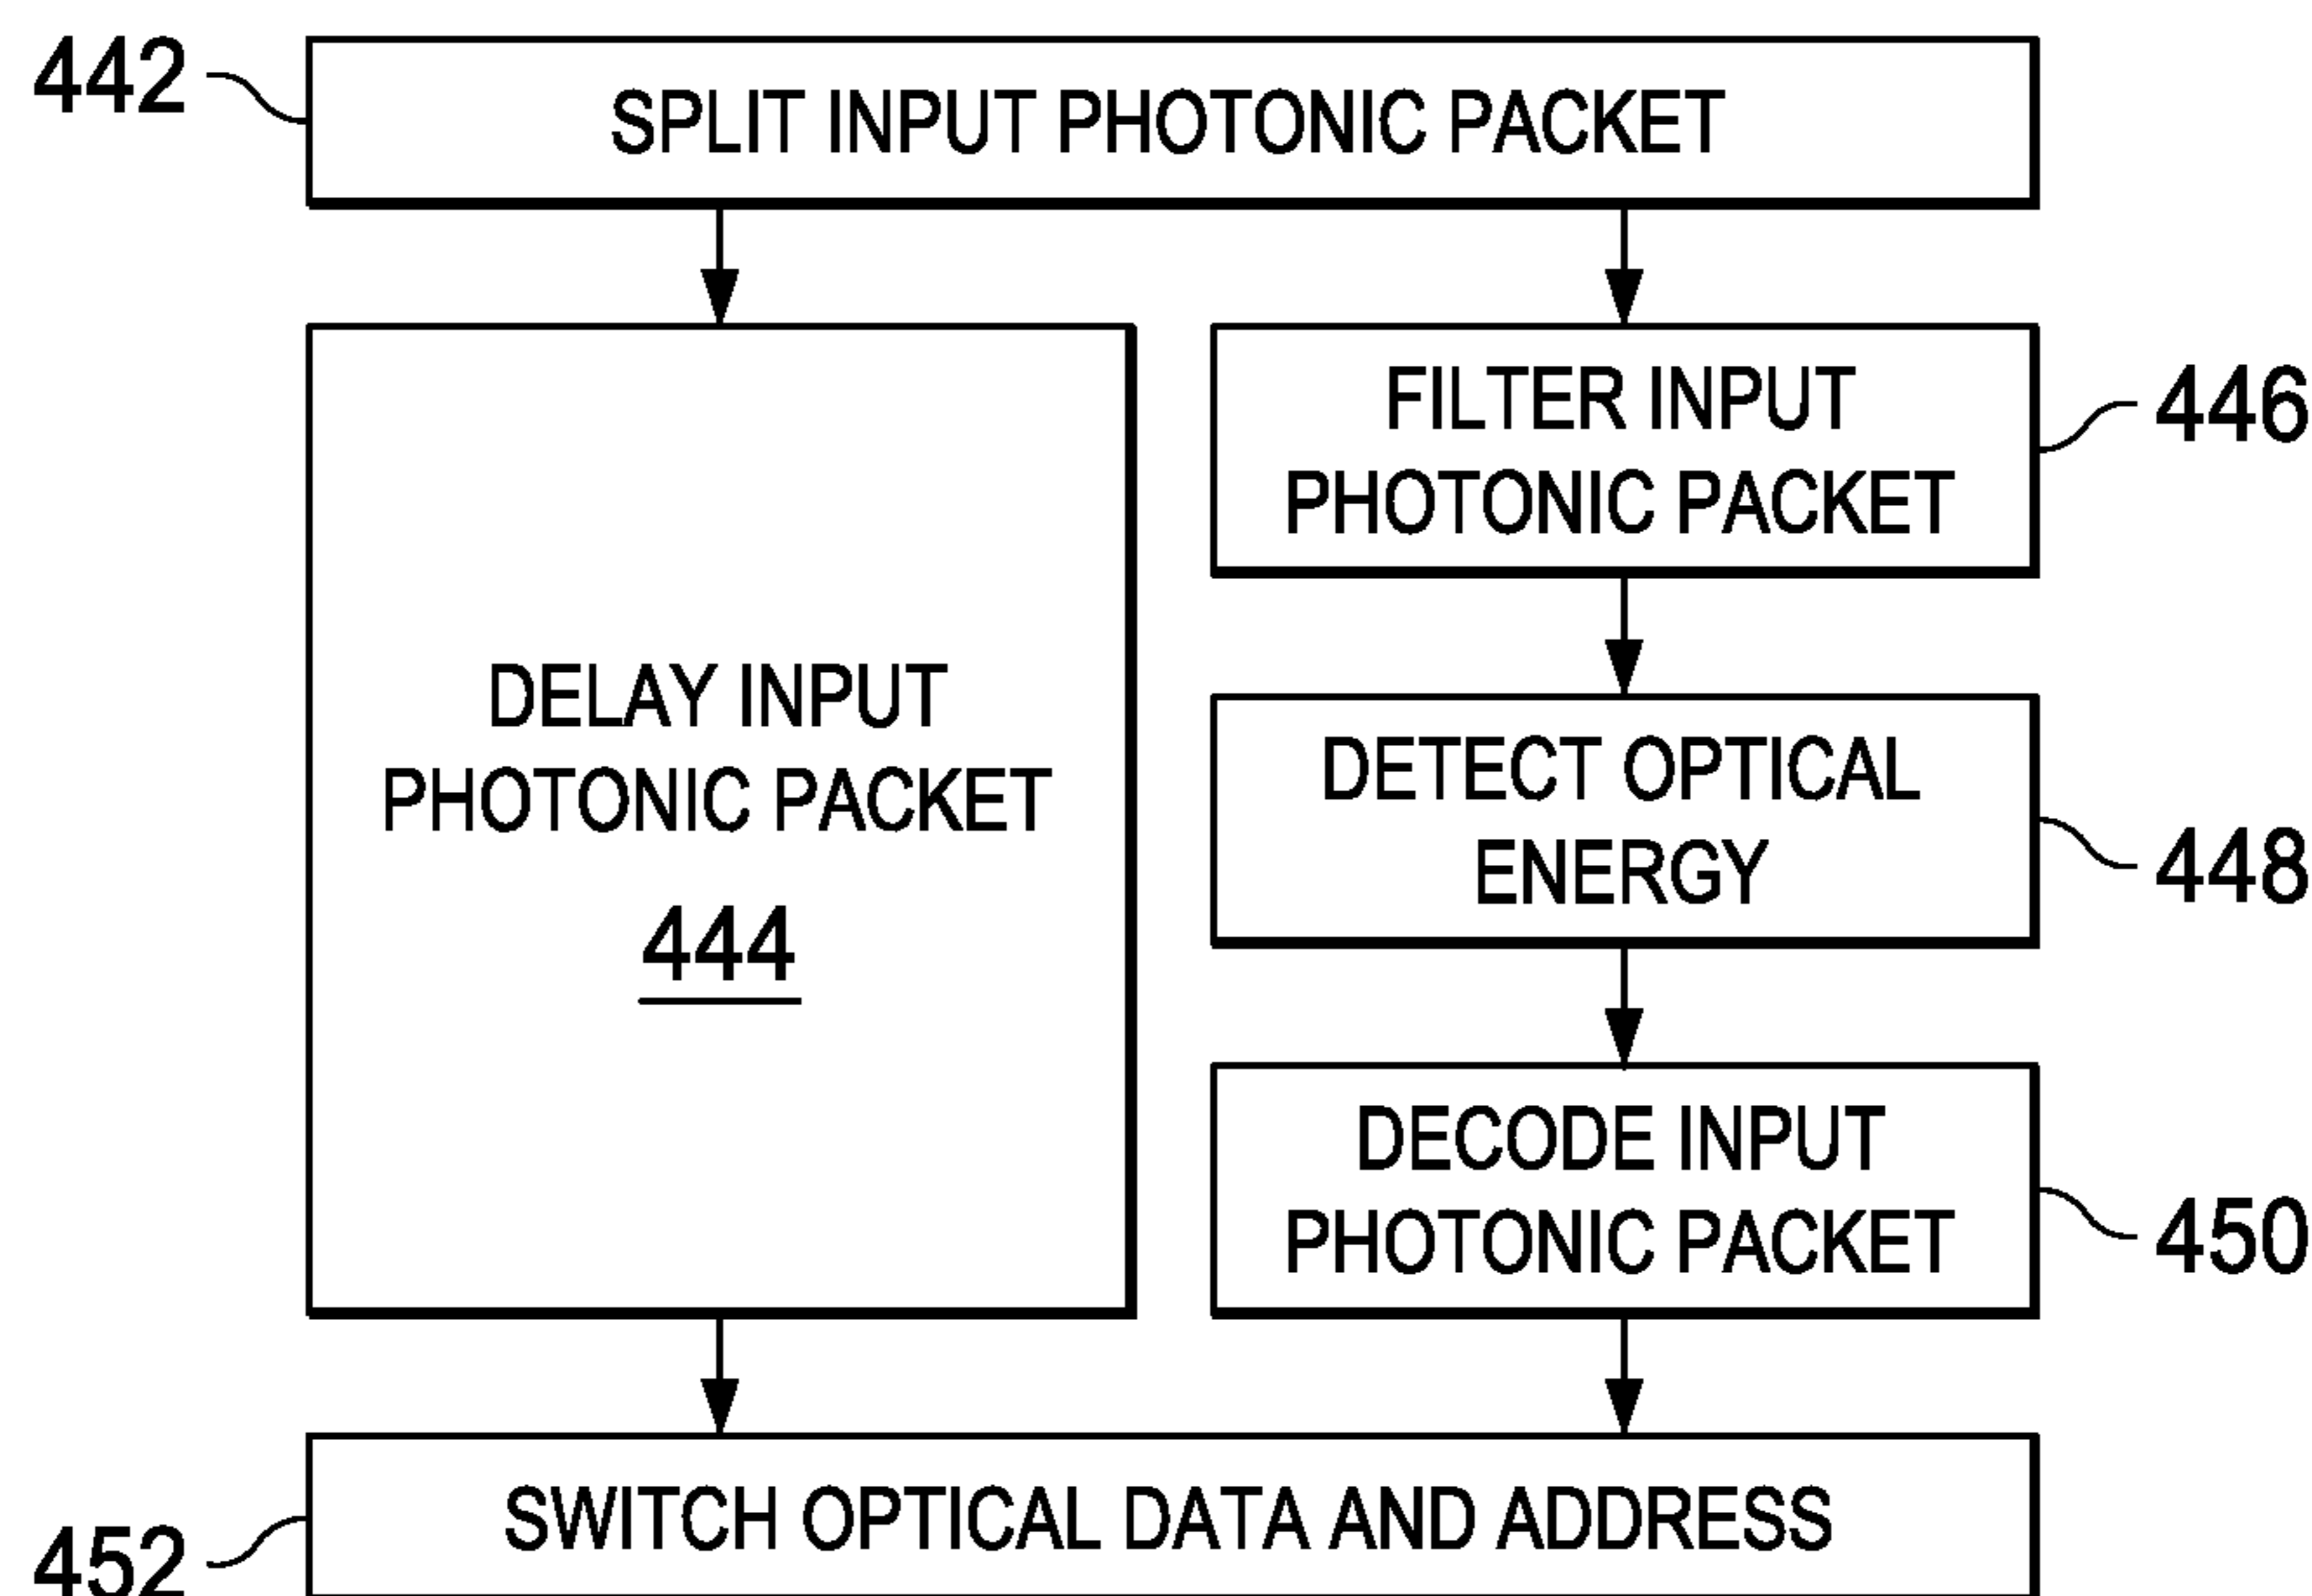 442
SPLIT INPUT PHOTONIC PACKET
DELAY INPUT
PHOTONIC PACKET
444
FILTER INPUT
PHOTONIC PACKET
446
DETECT OPTICAL
ENERGY
448
DECODE INPUT
PHOTONIC PACKET
450
SWITCH OPTICAL DATA AND ADDRESS
452